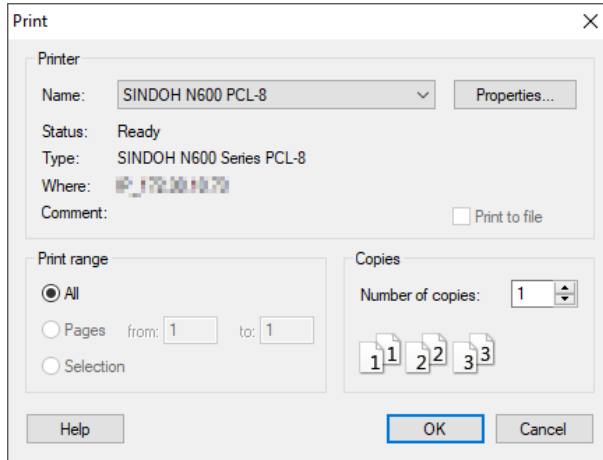 Print
Printer
Name: SINDOH N600 PCL-8 Properties...
Status: Ready
Type: SINDOH N600 Series PCL-8
Where:
Comment: Print to file
Print range
All
Pages from: 1 to: 1
Selection
Copies
Number of copies: 1
1 1 2 2 3 3
Help OK Cancel